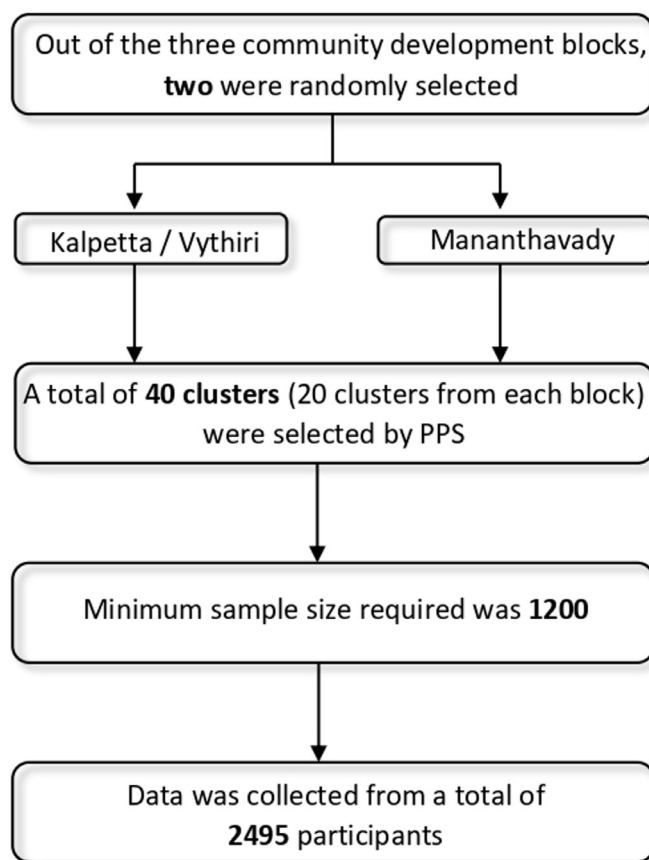 Out of the three community development blocks,
two were randomly selected
Kalpetta / Vythiri
Mananthavady
A total of 40 clusters (20 clusters from each block)
were selected by PPS
Minimum sample size required was 1200
Data was collected from a total of
2495 participants